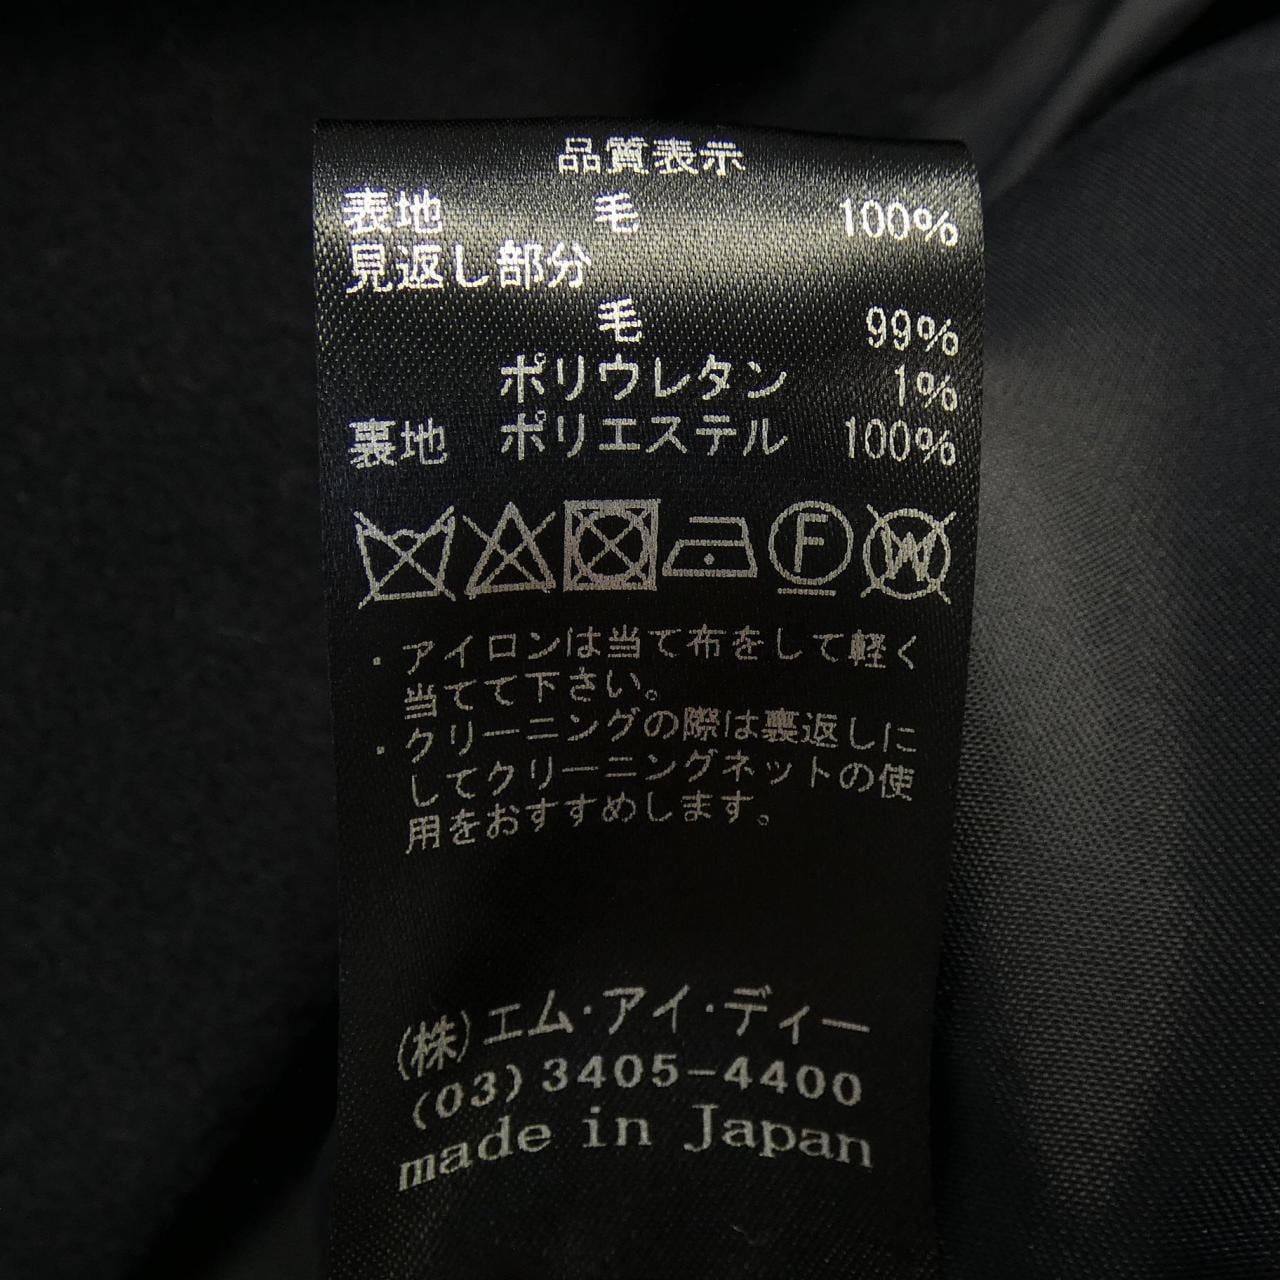 品質表示
表地 毛 100%
見返し部分
毛 99%
ポリウレタン 1%
裏地 ポリエステル 100%
F W
・アイロンは当て布をして軽く
当てて下さい。
・クリーニングの際は裏返しに
してクリーニングネットの使
用をおすすめします。
(株)エム・アイ・ディー
(03)3405-4400
made in Japan